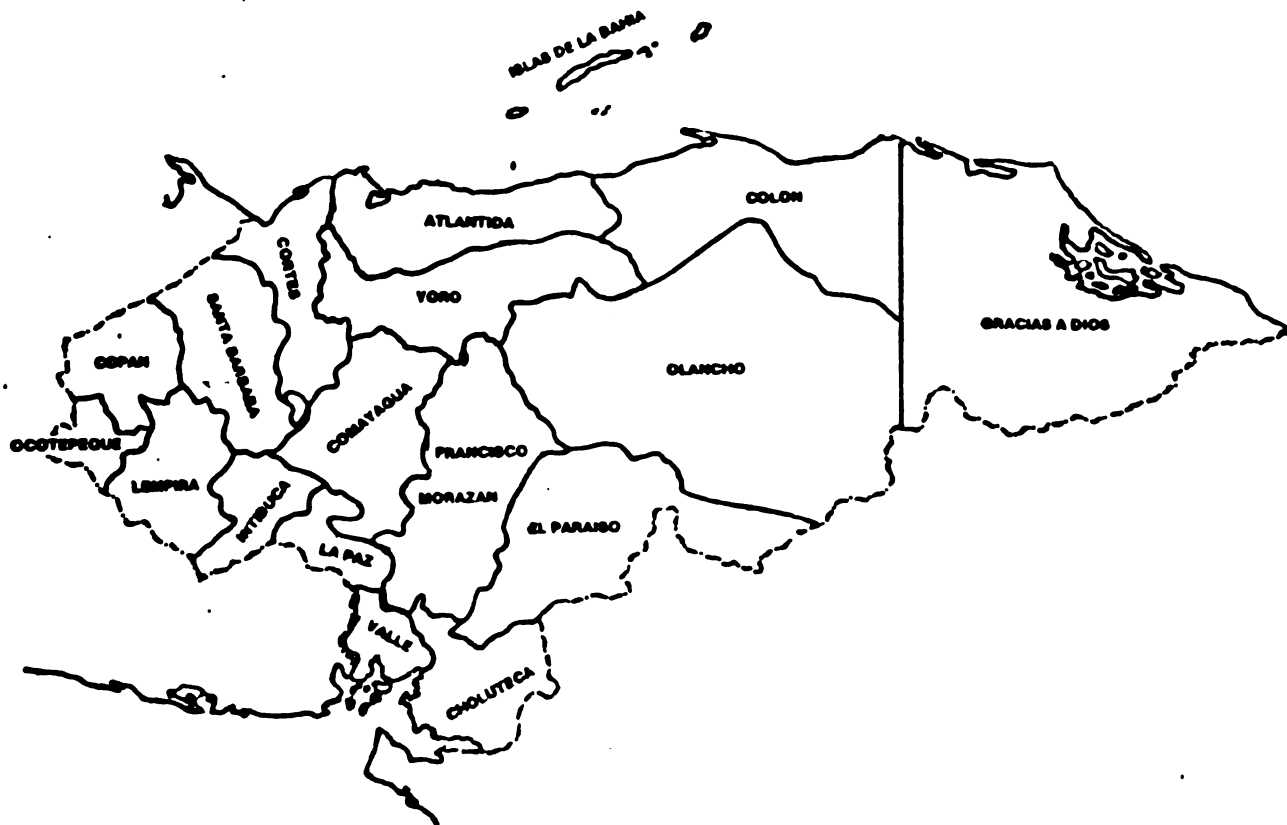 ISLAS DE LA BAHIA
COLON
ATLANTIDA
CORTES
YORO
SANTA BARBARA
GRACIAS A DIOS
COPAN
OLANCHO
COMAYAGUA
OCOTEPEQUE
FRANCISCO
MORAZAN
LEMPIRA
INTIBUCA
EL PARAISO
LA PAZ
VALLE
CHOLUTECA